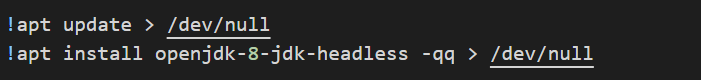 !apt update > /dev/null
!apt install openjdk-8-jdk-headless -qq > /dev/null